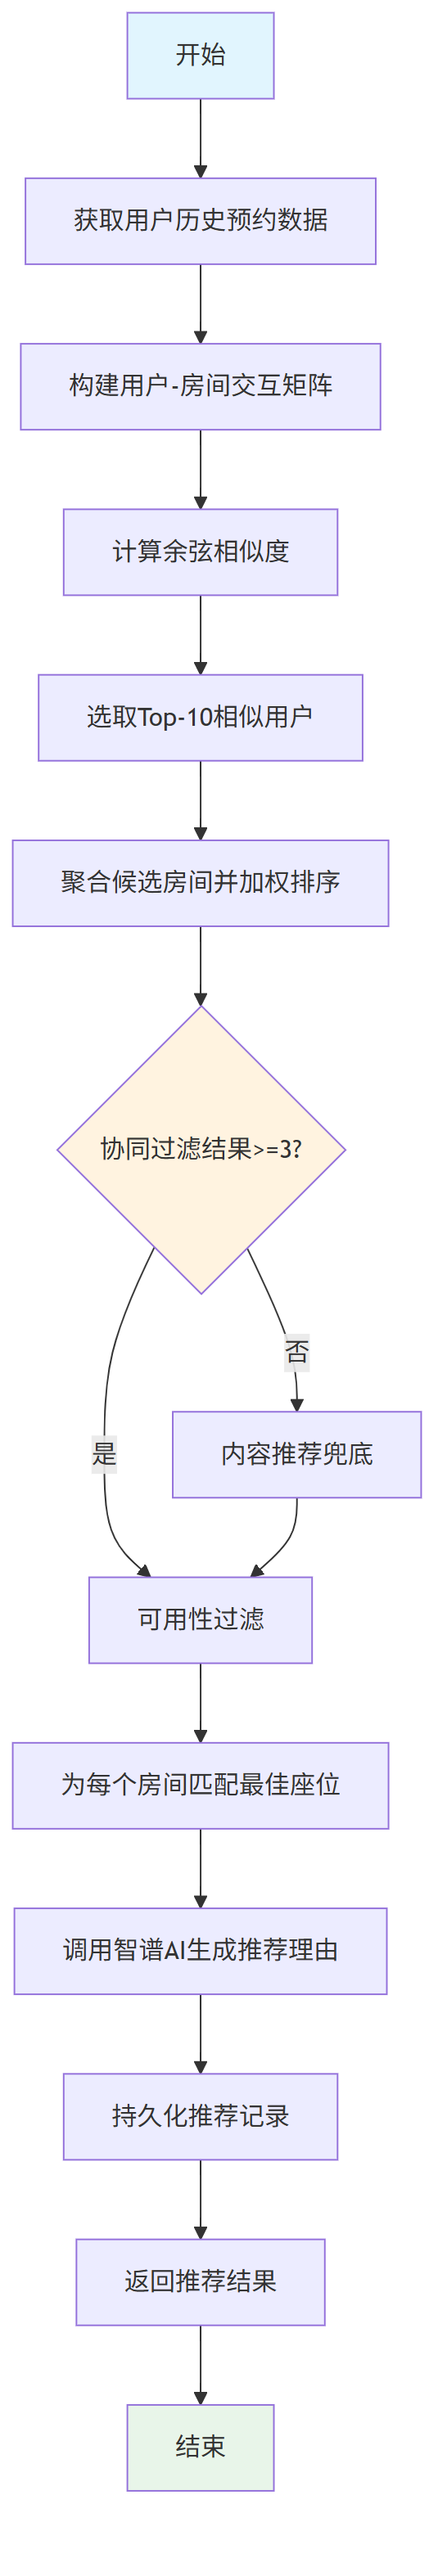 开始
获取用户历史预约数据
构建用户-房间交互矩阵
计算余弦相似度
选取Top-10相似用户
聚合候选房间并加权排序
协同过滤结果>=3?
否
是
内容推荐兜底
可用性过滤
为每个房间匹配最佳座位
调用智谱AI生成推荐理由
持久化推荐记录
返回推荐结果
结束